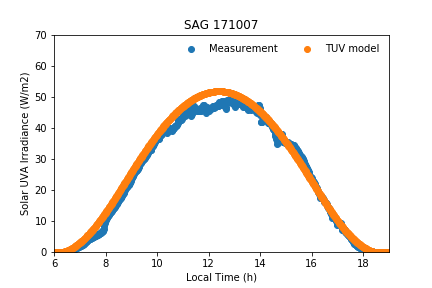 SAG 171007
Measurement TUV model
Solar UVA Irradiance (W/m2)
70
60
50
40
30
20
10
0
6 8 10 12 14 16 18
Local Time (h)